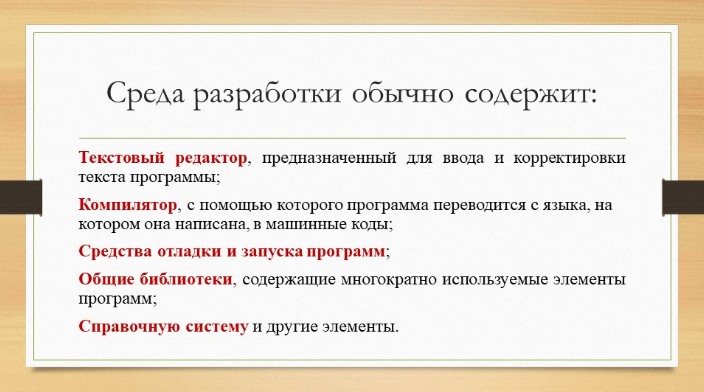 Среда разработки обычно содержит:
Текстовый редактор, предназначенный для ввода и корректировки
текста программы;
Компилятор, с помощью которого программа переводится с языка, на
котором она написана, в машинные коды;
Средства отладки и запуска программ;
Общие библиотеки, содержащие многократно используемые элементы
программ;
Справочную систему и другие элементы.